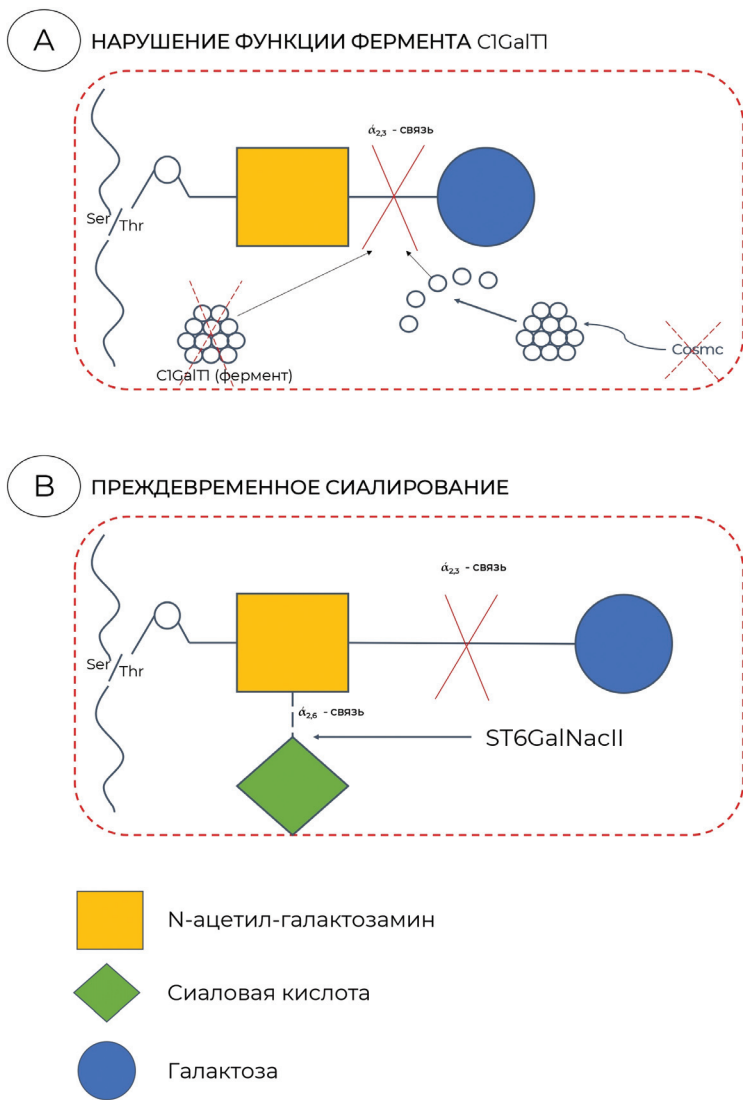 A
НАРУШЕНИЕ ФУНКЦИИ ФЕРМЕНТА C1GalT1
ά2,3 - связь
Ser
Thr
C1GalT1 (фермент)
Cosmc
B
ПРЕЖДЕВРЕМЕННОЕ СИАЛИРОВАНИЕ
ά2,3 - связь
Ser
Thr
ά2,6 - связь
ST6GalNacII
N-ацетил-галактозамин
Сиаловая кислота
Галактоза